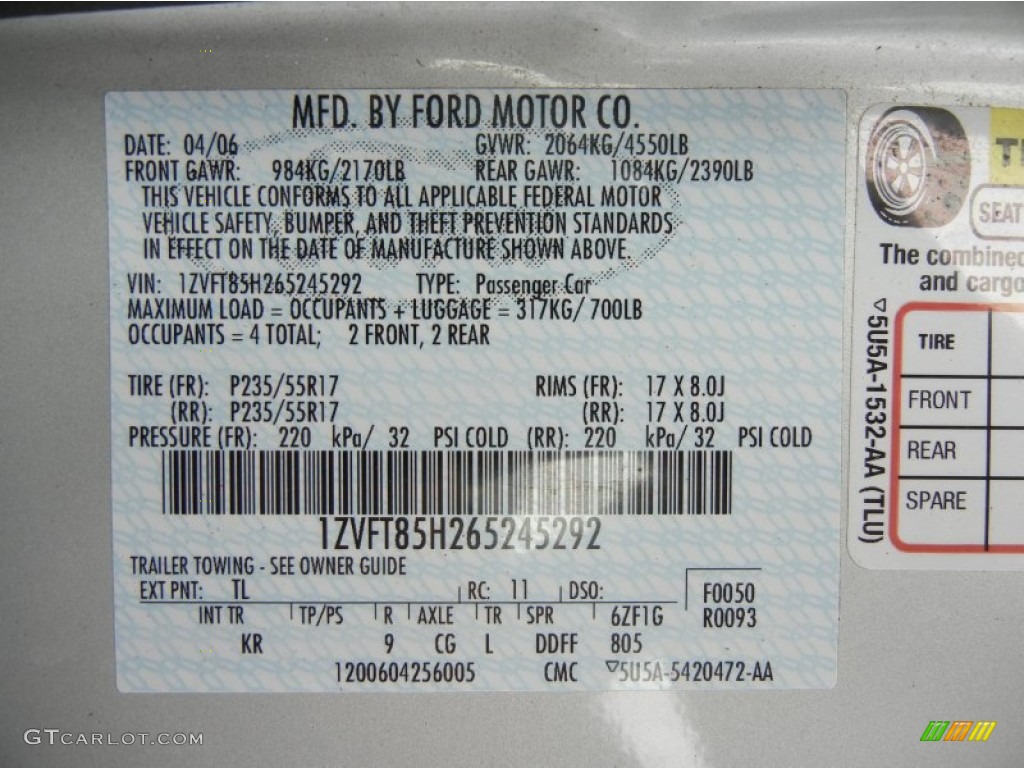 MFD. BY FORD MOTOR CO.
DATE: 04/06 GVWR: 2064KG/4550LB
FRONT GAWR: 984KG/2170LB REAR GAWR: 1084KG/2390LB
THIS VEHICLE CONFORMS TO ALL APPLICABLE FEDERAL MOTOR
VEHICLE SAFETY, BUMPER, AND THEFT PREVENTION STANDARDS
IN EFFECT ON THE DATE OF MANUFACTURE SHOWN ABOVE.
VIN: 1ZVFT85H265245292 TYPE: Passenger Car
MAXIMUM LOAD = OCCUPANTS + LUGGAGE = 317KG/ 700LB
OCCUPANTS = 4 TOTAL; 2 FRONT, 2 REAR
TIRE (FR): P235/55R17 RIMS (FR): 17 X 8.0J
(RR): P235/55R17 (RR): 17 X 8.0J
PRESSURE (FR): 220 kPa/ 32 PSI COLD (RR): 220 kPa/ 32 PSI COLD
1ZVFT85H265245292
TRAILER TOWING - SEE OWNER GUIDE
EXT PNT: TL RC: 11 DSO: F0050
INT TR TP/PS R AXLE TR SPR 6ZF1G R0093
KR 9 CG L DDFF 805
1200604256005 CMC ▽5U5A-5420472-AA
SEAT
The combined
and cargo
▽5U5A-1532-AA (TLU)
TIRE
FRONT
REAR
SPARE
GTCARLOT.COM